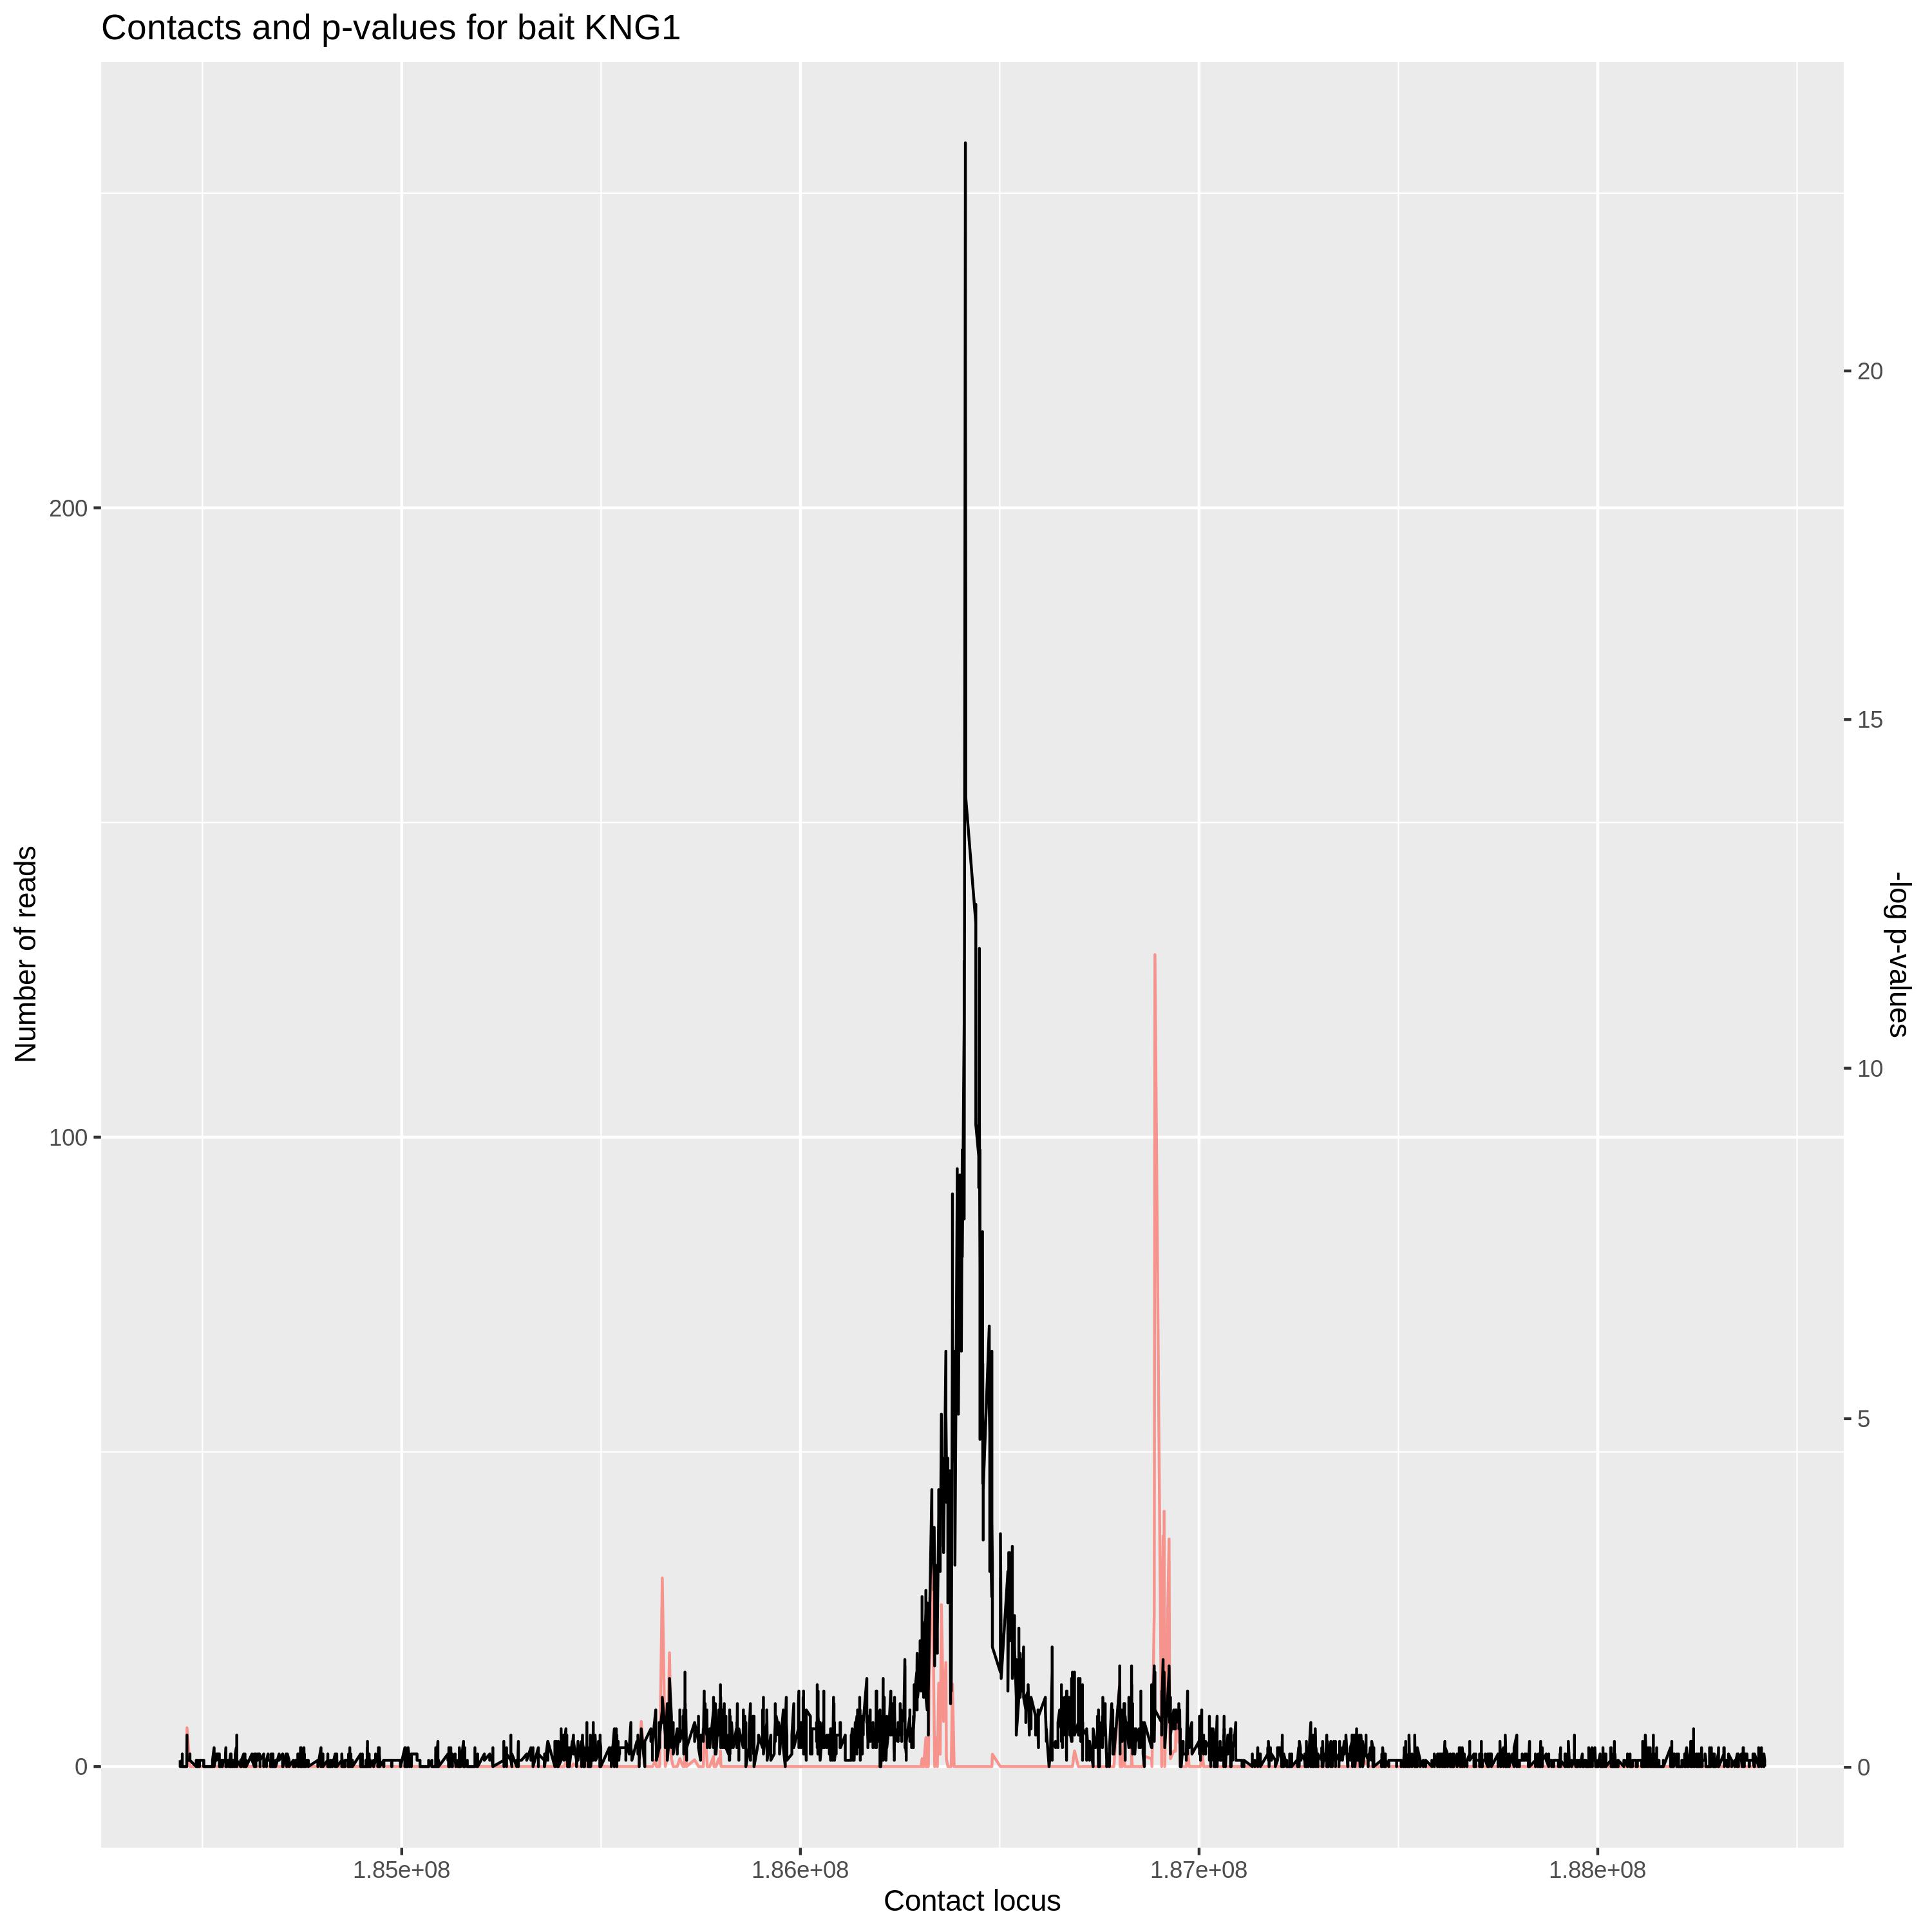 Contacts and p-values for bait KNG1
Number of reads
200
100
0
20
15
10
5
0
-log p-values
1.85e+08
1.86e+08
1.87e+08
1.88e+08
Contact locus